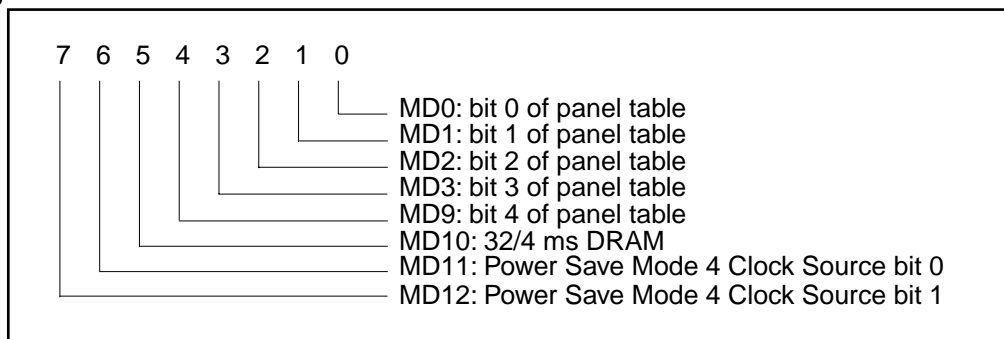 7 6 5 4 3 2 1 0
MD0: bit 0 of panel table
MD1: bit 1 of panel table
MD2: bit 2 of panel table
MD3: bit 3 of panel table
MD9: bit 4 of panel table
MD10: 32/4 ms DRAM
MD11: Power Save Mode 4 Clock Source bit 0
MD12: Power Save Mode 4 Clock Source bit 1